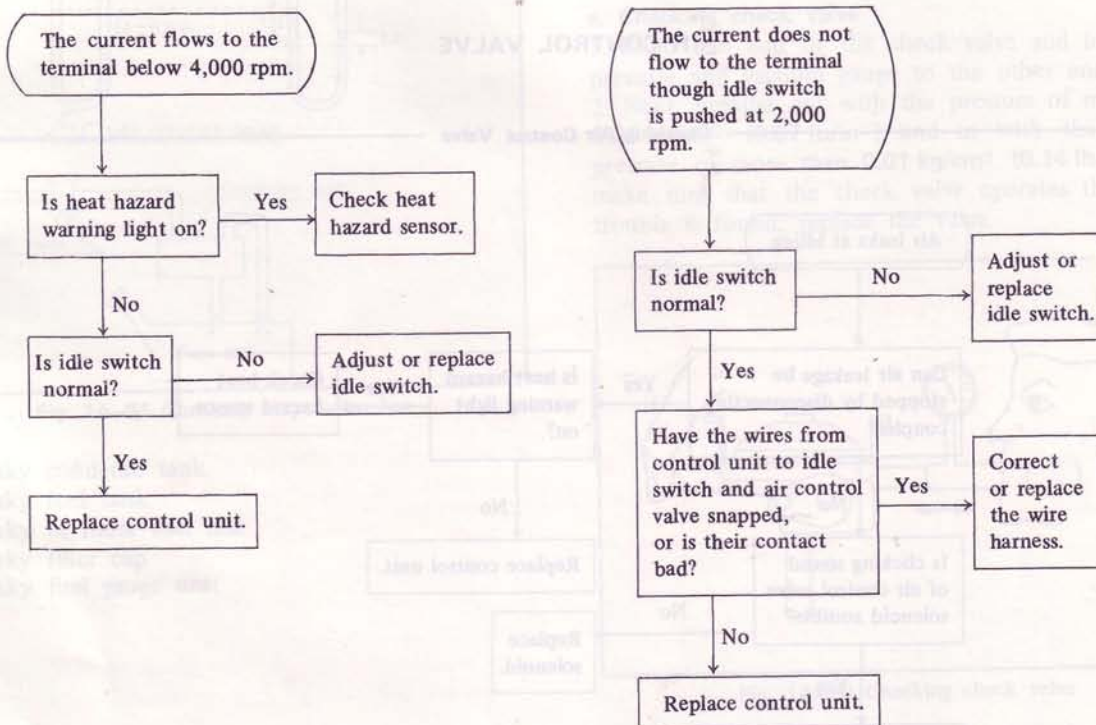 The current flows to the
terminal below 4,000 rpm.
Is heat hazard
warning light on?
Yes
Check heat
hazard sensor.
No
Is idle switch
normal?
No
Adjust or replace
idle switch.
Yes
Replace control unit.
The current does not
flow to the terminal
though idle switch
is pushed at 2,000
rpm.
Is idle switch
normal?
No
Adjust or
replace
idle switch.
Yes
Have the wires from
control unit to idle
switch and air control
valve snapped,
or is their contact
bad?
Yes
Correct
or replace
the wire
harness.
No
Replace control unit.